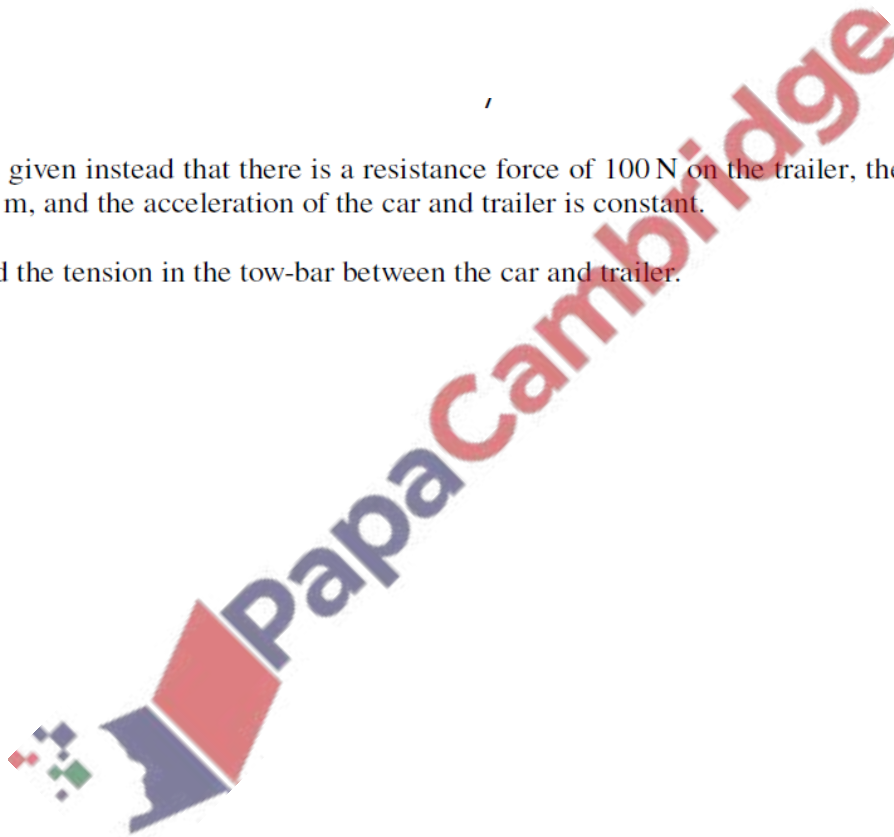 given instead that there is a resistance force of 100 N on the trailer, the
m, and the acceleration of the car and trailer is constant.
the tension in the tow-bar between the car and trailer.
PapaCambridge